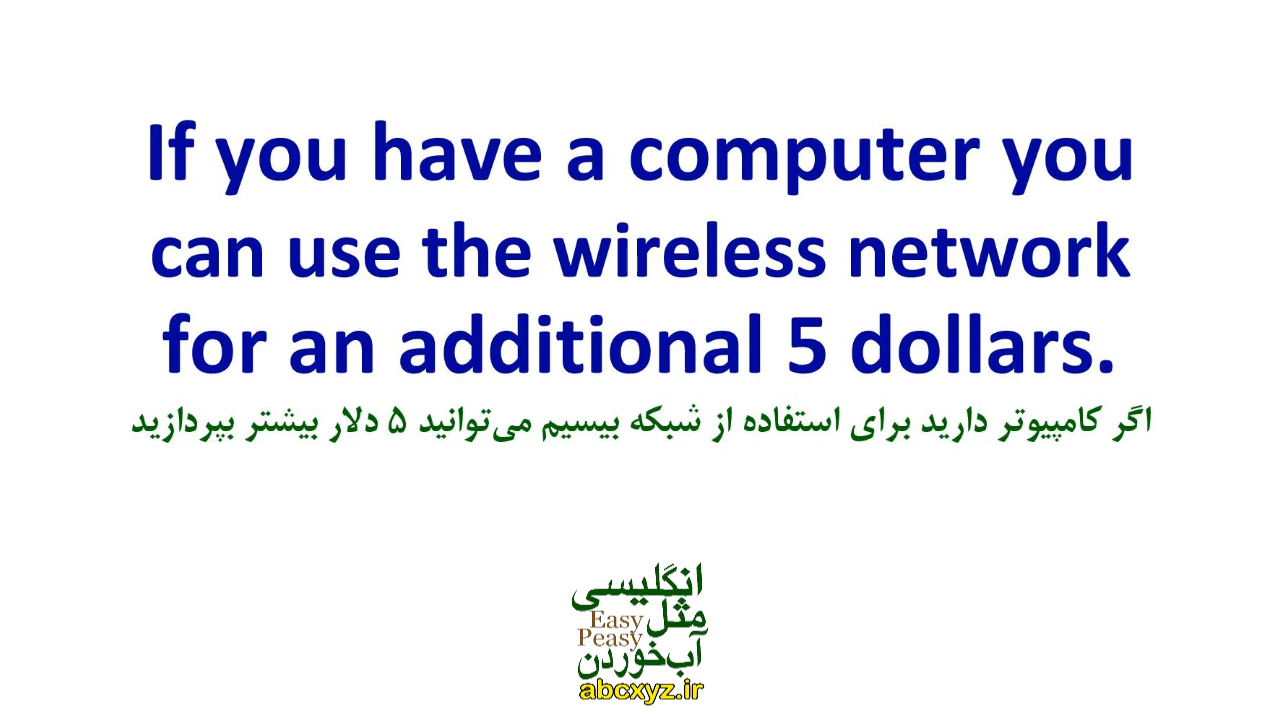 If you have a computer you
can use the wireless network
for an additional 5 dollars.
اگر کامپیوتر دارید برای استفاده از شبکه بیسیم می‌توانید ۵ دلار بیشتر بپردازید
انگلیسی
مثل
Easy
Peasy
آب‌خوردن
abcxyz.ir